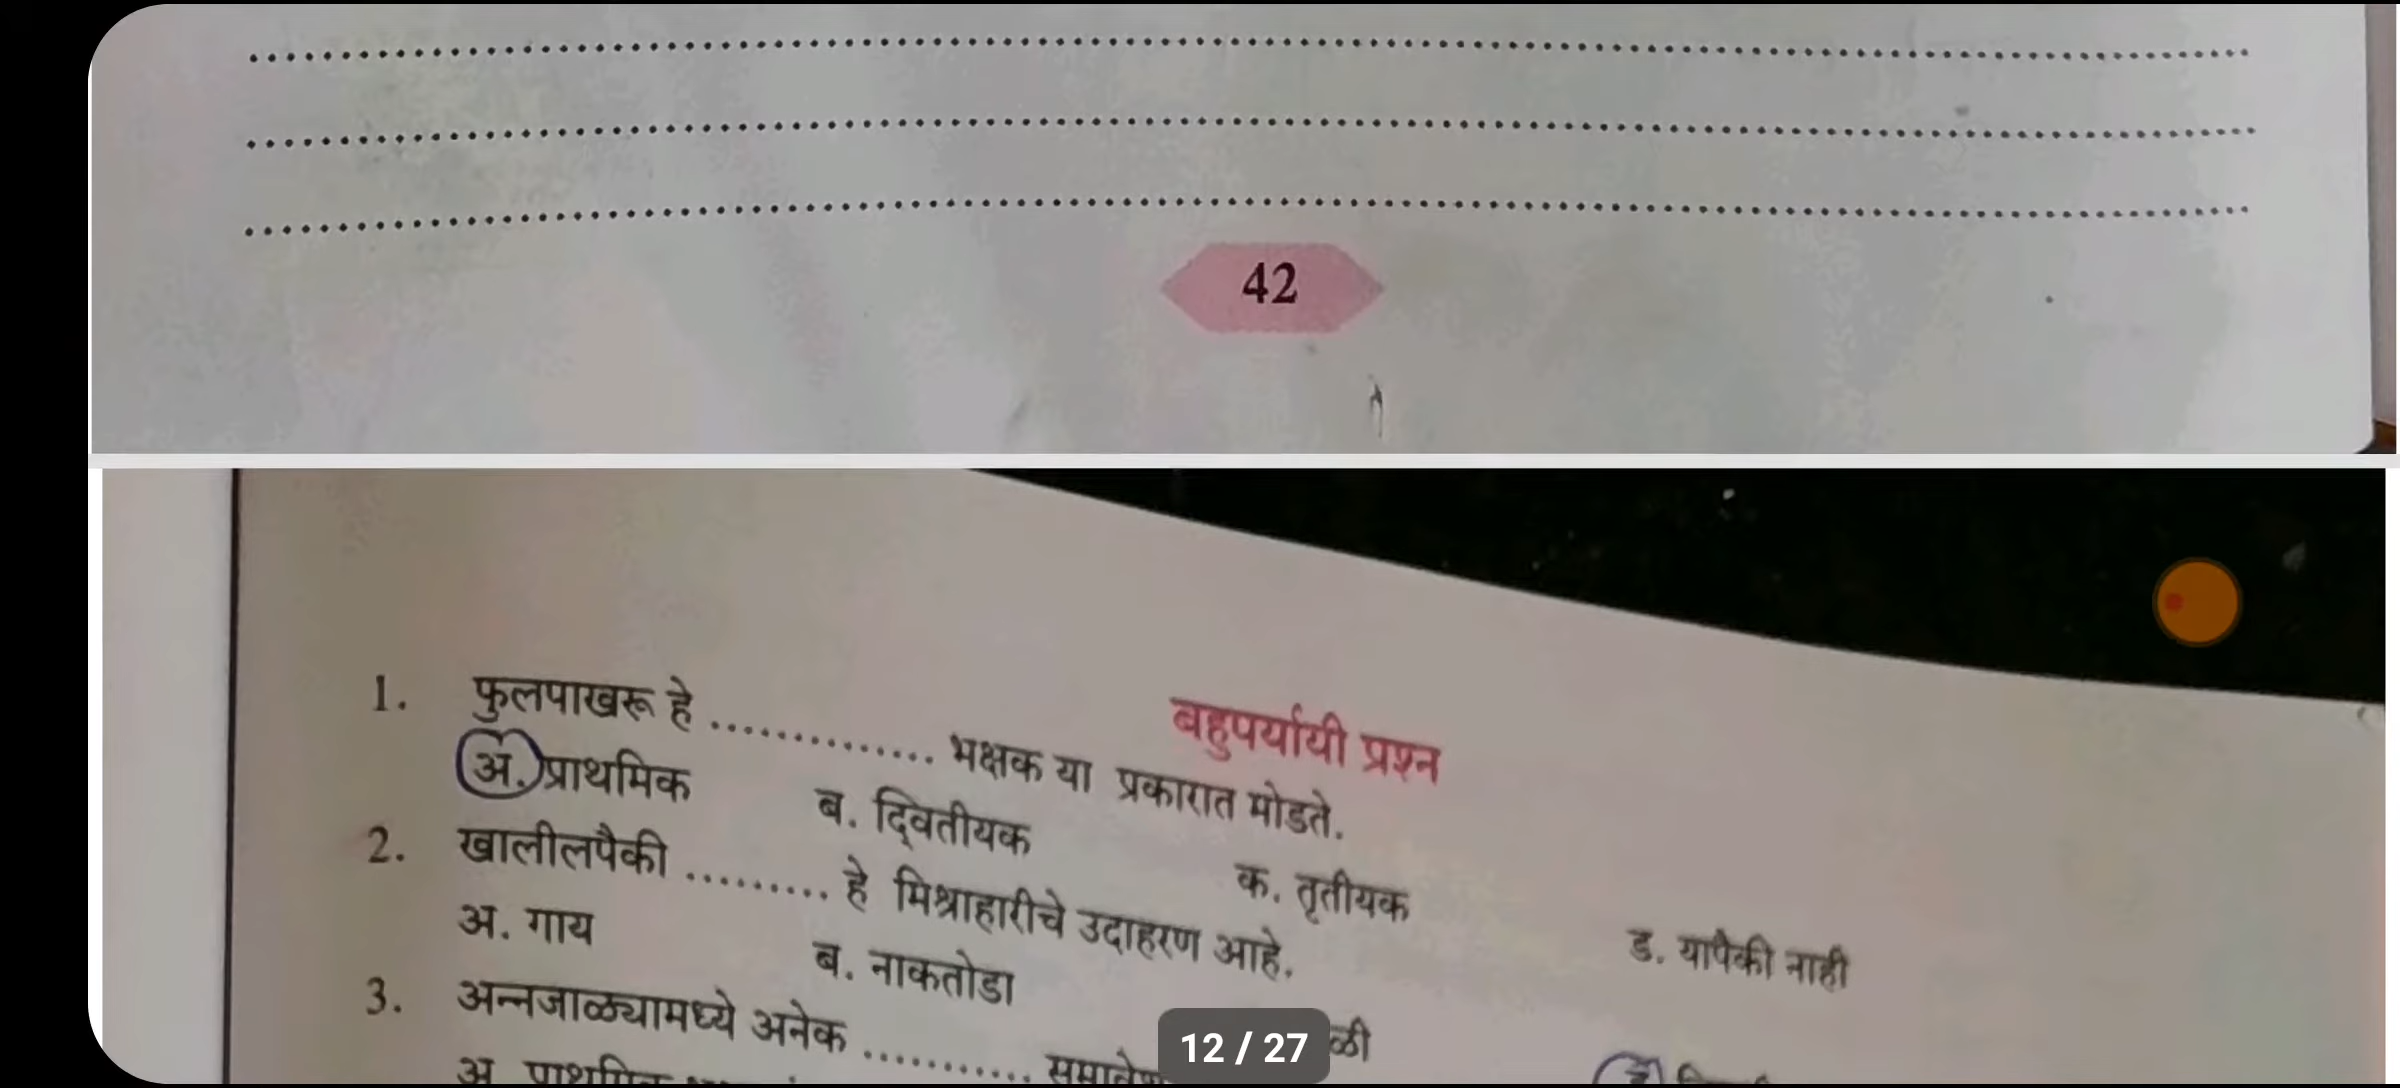 42
बहुपर्यायी प्रश्न
1. फुलपाखरू हे .............. भक्षक या प्रकारात मोडते.
अ. प्राथमिक ब. द्वितीयक क. तृतीयक ड. यापैकी नाही
2. खालीलपैकी ......... हे मिश्राहारीचे उदाहरण आहे.
अ. गाय ब. नाकतोडा
3. अन्नजाळ्यामध्ये अनेक ...........
12 / 27